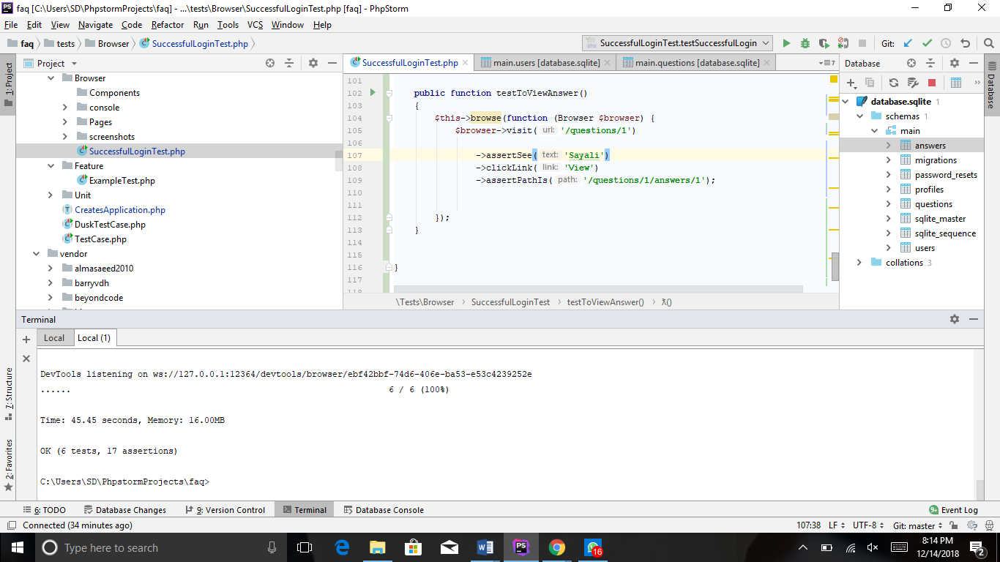 faq [C:\Users\SD\PhpstormProjects\faq] - ...\tests\Browser\SuccessfulLoginTest.php [faq] - PhpStorm
File Edit View Navigate Code Refactor Run Tools VCS Window Help
faq tests Browser SuccessfulLoginTest.php SuccessfulLoginTest.testSuccessfulLogin Git:
1: Project
Project
Browser
Components
console
Pages
screenshots
SuccessfulLoginTest.php
Feature
ExampleTest.php
Unit
CreatesApplication.php
DuskTestCase.php
TestCase.php
vendor
almasaeed2010
barryvdh
beyondcode
SuccessfulLoginTest.php main.users [database.sqlite] main.questions [database.sqlite] 7
101
102 public function testToViewAnswer()
103 {
104 $this->browse(function (Browser $browser) {
105 $browser->visit( url: '/questions/1')
106
107 ->assertSee( text: 'Sayali')
108 ->clickLink( link: 'View')
109 ->assertPathIs( path: '/questions/1/answers/1');
110
111
112 });
113 }
114
115
116 }
117
118
\Tests\Browser SuccessfulLoginTest testToViewAnswer() λ()
Database
Database
database.sqlite 1
schemas 1
main
answers
migrations
password_resets
profiles
questions
sqlite_master
sqlite_sequence
users
collations 3
Terminal
Local Local (1)
DevTools listening on ws://127.0.0.1:12364/devtools/browser/ebf42bbf-74d6-406e-ba53-e53c4239252e
...... 6 / 6 (100%)
Time: 45.45 seconds, Memory: 16.00MB
OK (6 tests, 17 assertions)
C:\Users\SD\PhpstormProjects\faq>
7: Structure
2: Favorites
6: TODO Database Changes 9: Version Control Terminal Database Console 9+ Event Log
Connected (34 minutes ago) 107:38 LF UTF-8 Git: master
Type here to search PS 16 8:14 PM
12/14/2018 2